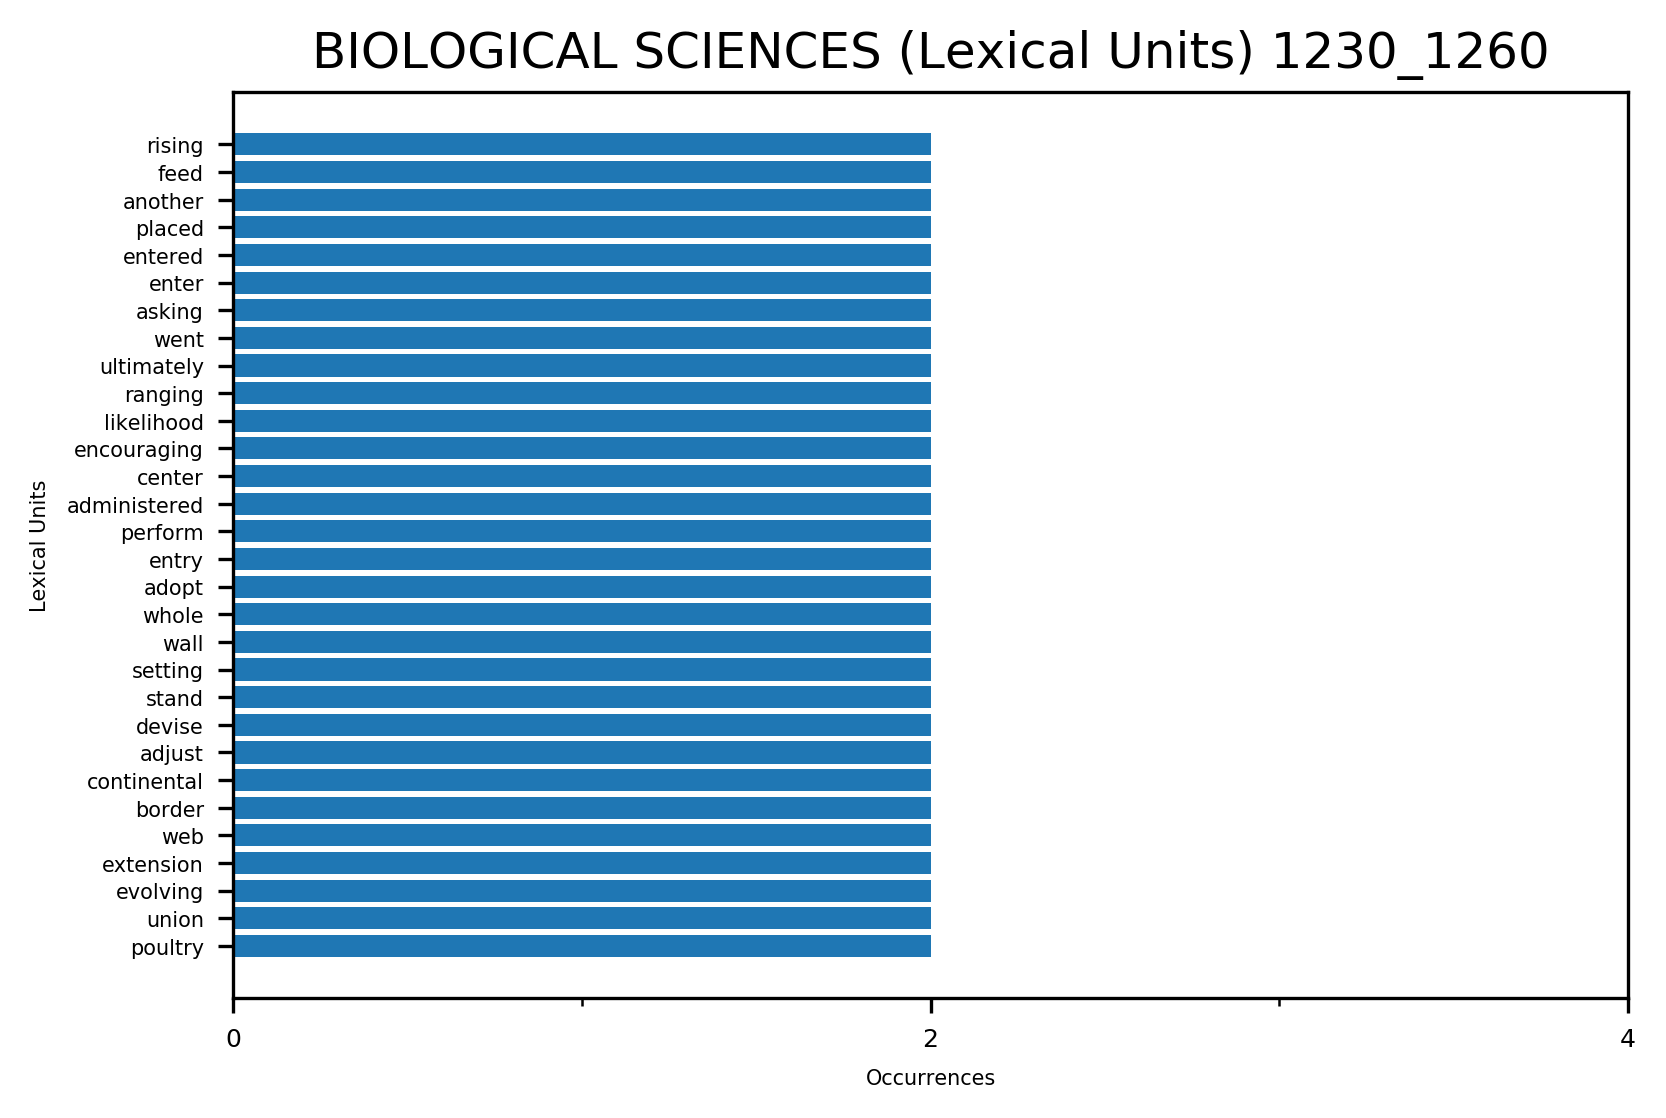 BIOLOGICAL SCIENCES (Lexical Units) 1230_1260
Lexical Units
rising
feed
another
placed
entered
enter
asking
went
ultimately
ranging
likelihood
encouraging
center
administered
perform
entry
adopt
whole
wall
setting
stand
devise
adjust
continental
border
web
extension
evolving
union
poultry
0 2 4
Occurrences